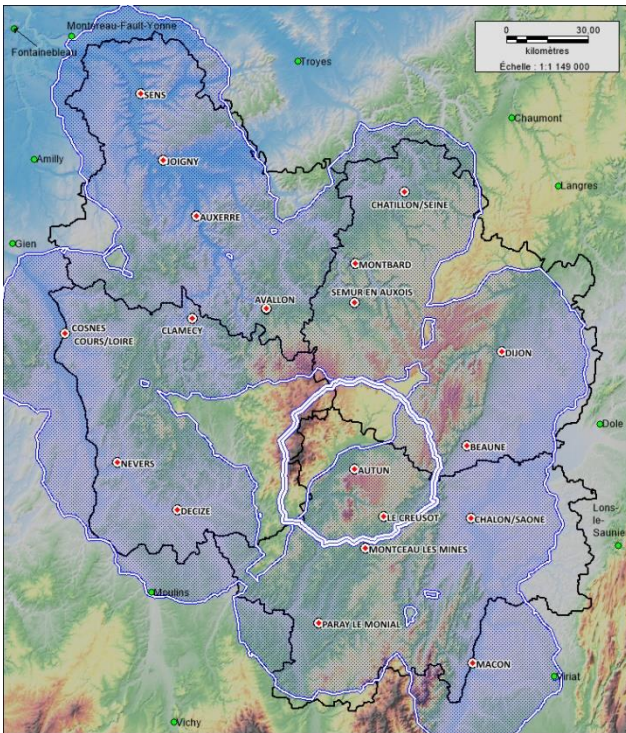 Montereau-Fault-Yonne
Fontainebleau
0 30,00
kilomètres
Échelle : 1:1 149 000
Troyes
SENS
Chaumont
Amilly
JOIGNY
Langres
CHATILLON/SEINE
AUXERRE
Gien
MONTBARD
SEMUR EN AUXOIS
AVALLON
CLAMECY
COSNES
COURS/LOIRE
DIJON
Dole
BEAUNE
NEVERS
AUTUN
DECIZE
LE CREUSOT
CHALON/SAONE
Lons-
le-
Saunie
MONTCEAU LES MINES
Moulins
PARAY LE MONIAL
MACON
Viriat
Vichy